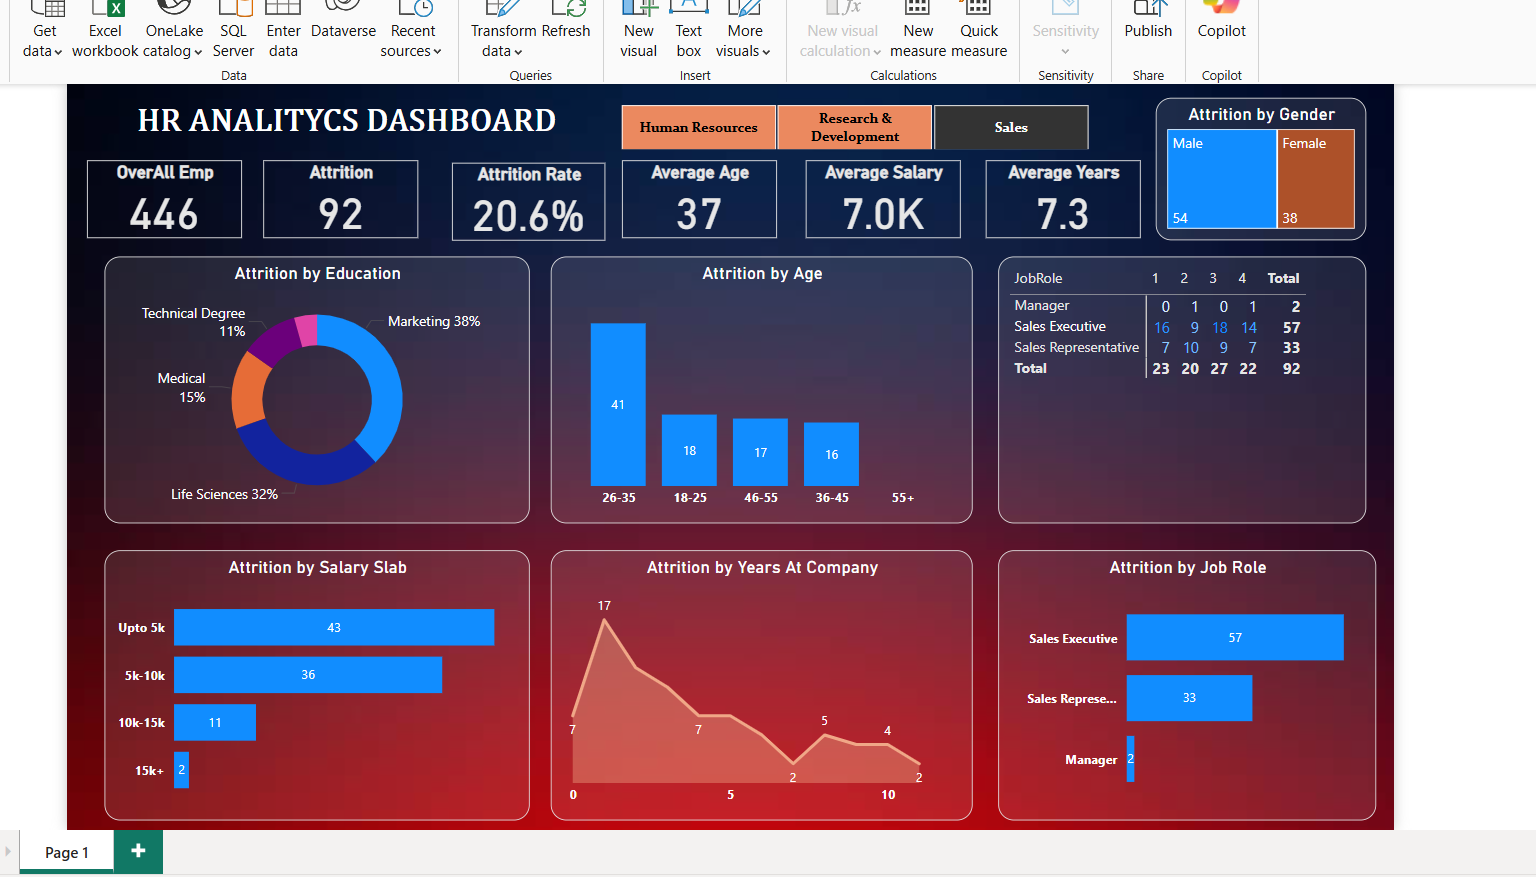 Get data
Excel workbook
OneLake catalog
SQL Server
Enter data
Dataverse
Recent sources
Transform data
Refresh
New visual
Text box
More visuals
New visual calculation
New measure
Quick measure
Sensitivity
Publish
Copilot
Data
Queries
Insert
Calculations
Sensitivity
Share
Copilot
HR ANALITYCS DASHBOARD
Human Resources
Research &
Development
Sales
Attrition by Gender
Male
Female
54
38
OverAll Emp
446
Attrition
92
Attrition Rate
20.6%
Average Age
37
Average Salary
7.0K
Average Years
7.3
Attrition by Education
Technical Degree
11%
Marketing 38%
Medical
15%
Life Sciences 32%
Attrition by Age
41
18
17
16
26-35 18-25 46-55 36-45 55+
JobRole 1 2 3 4 Total
Manager 0 1 0 1 2
Sales Executive 16 9 18 14 57
Sales Representative 7 10 9 7 33
Total 23 20 27 22 92
Attrition by Salary Slab
Upto 5k 43
5k-10k 36
10k-15k 11
15k+ 2
Attrition by Years At Company
17
7
7
2
5
4
2
0 5 10
Attrition by Job Role
Sales Executive 57
Sales Represe... 33
Manager 2
Page 1